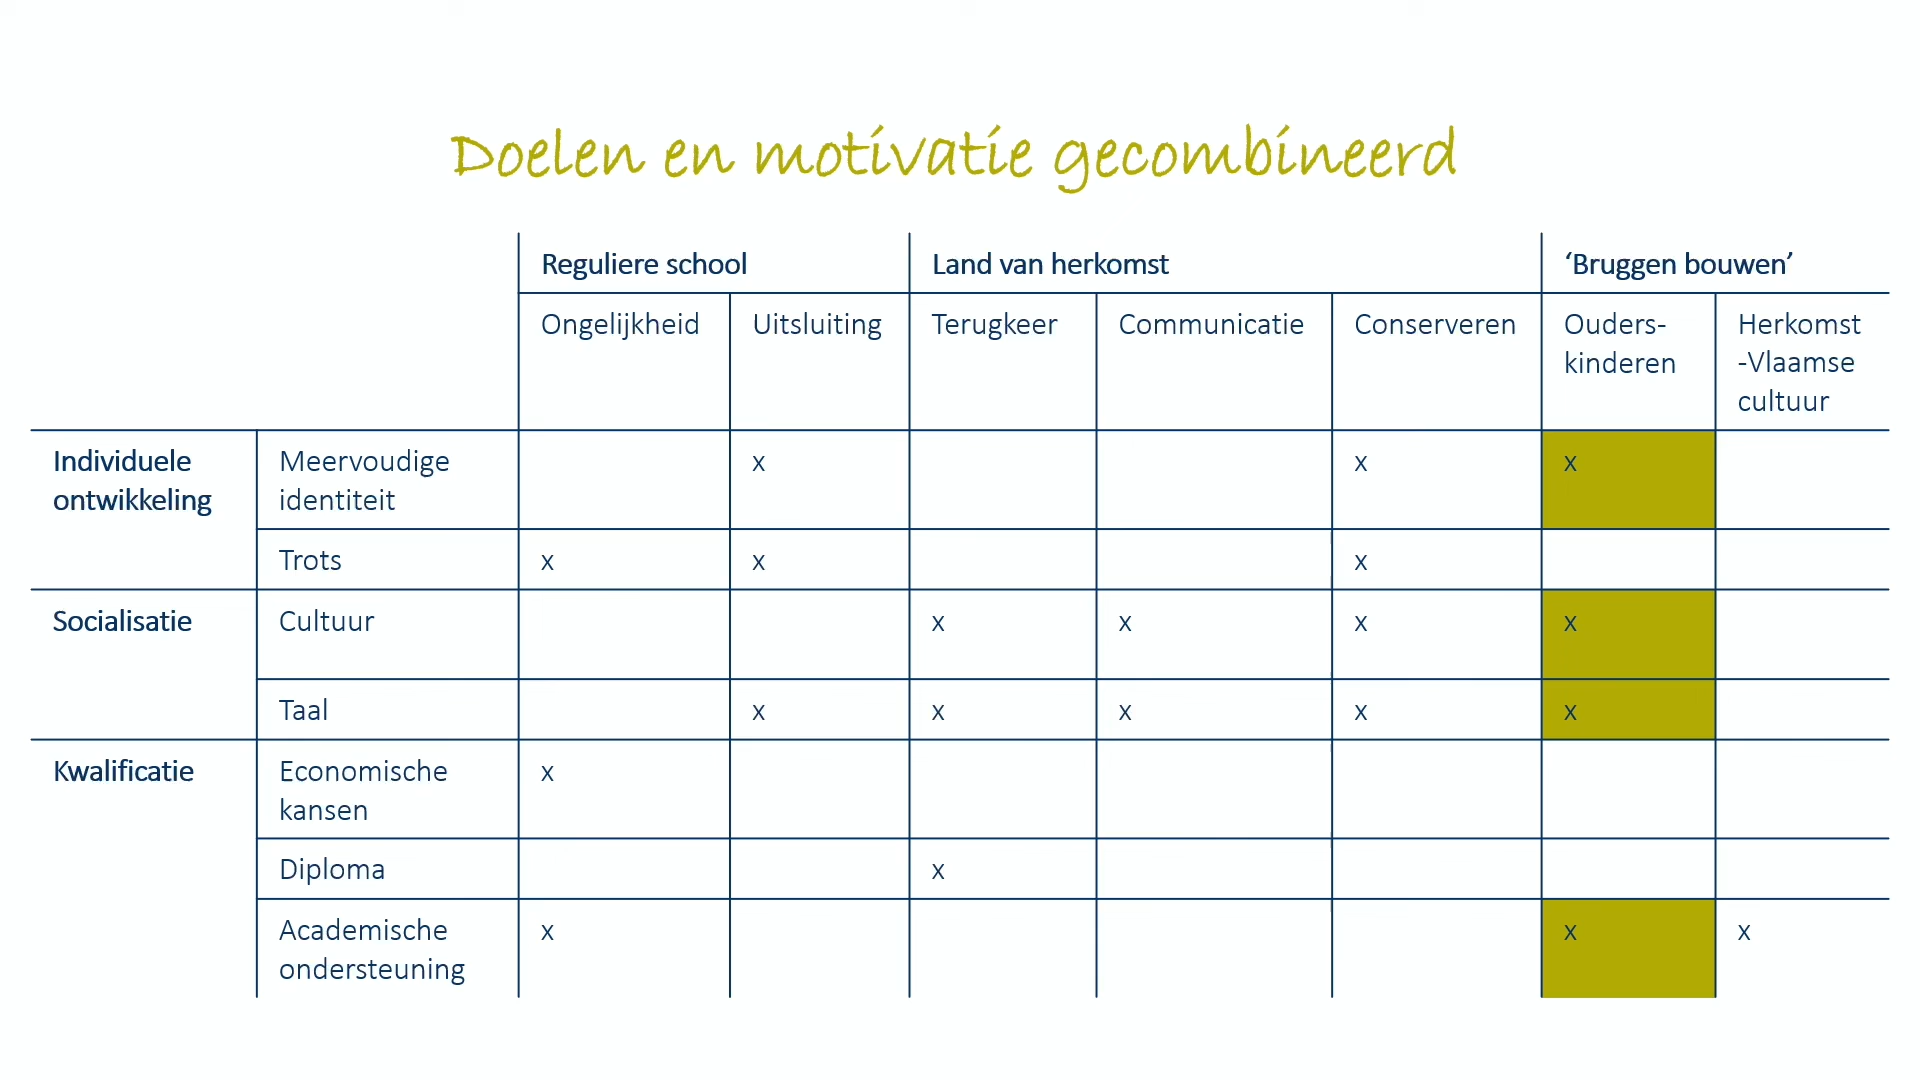 Doelen en motivatie gecombineerd
Reguliere school Land van herkomst ‘Bruggen bouwen’
Ongelijkheid Uitsluiting Terugkeer Communicatie Conserveren Ouders- Herkomst
kinderen -Vlaamse
cultuur
Individuele Meervoudige x x x
ontwikkeling identiteit
Trots x x x
Socialisatie Cultuur x x x x
Taal x x x x x
Kwalificatie Economische x
kansen
Diploma x
Academische x x x
ondersteuning